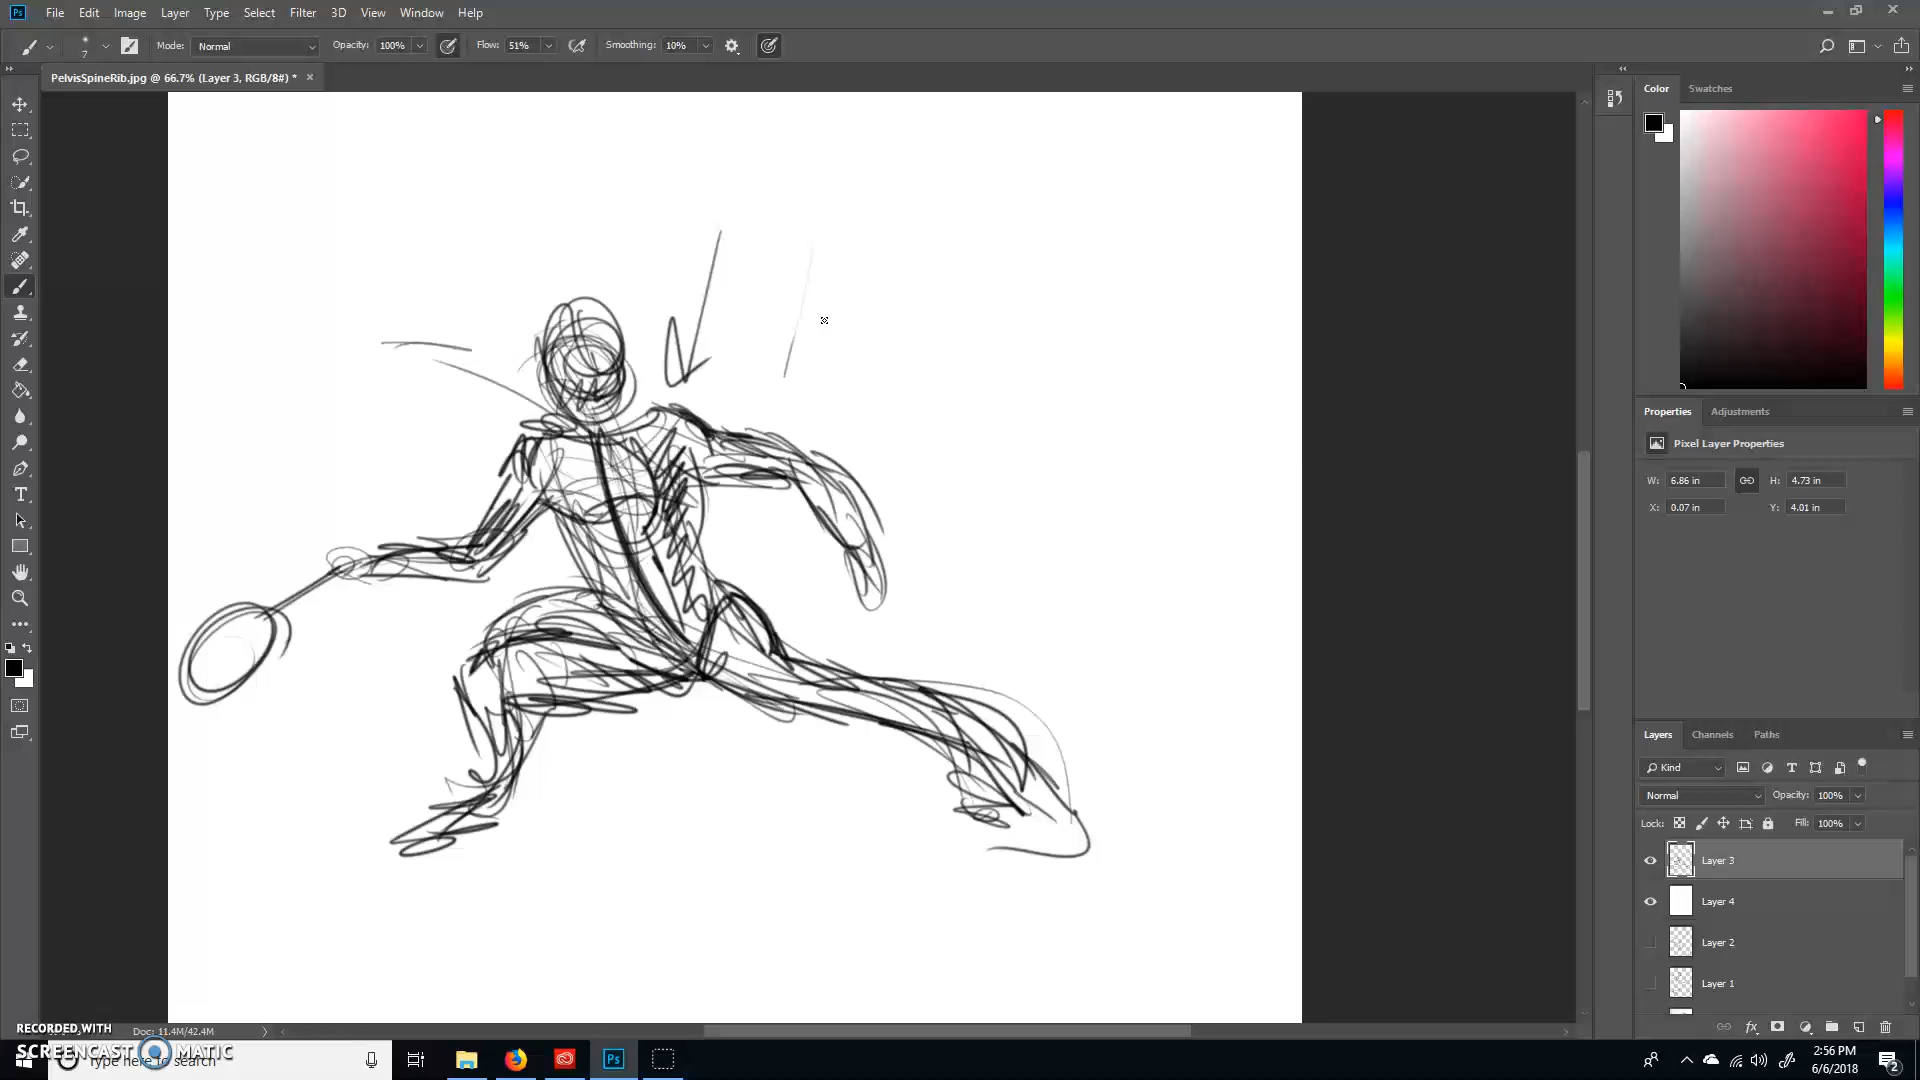 Ps File Edit Image Layer Type Select Filter 3D View Window Help
7 Mode: Normal Opacity: 100% Flow: 51% Smoothing: 10%
PelvisSpineRib.jpg @ 66.7% (Layer 3, RGB/8#) * ×
Color Swatches
Properties Adjustments
Pixel Layer Properties
W: 6.86 in H: 4.73 in
X: 0.07 in Y: 4.01 in
Layers Channels Paths
Kind
Normal Opacity: 100%
Lock: Fill: 100%
Layer 3
Layer 4
Layer 2
Layer 1
Doc: 11.4M/42.4M
RECORDED WITH
SCREENCAST MATIC
Type here to search
Ps
2:56 PM
6/6/2018
2